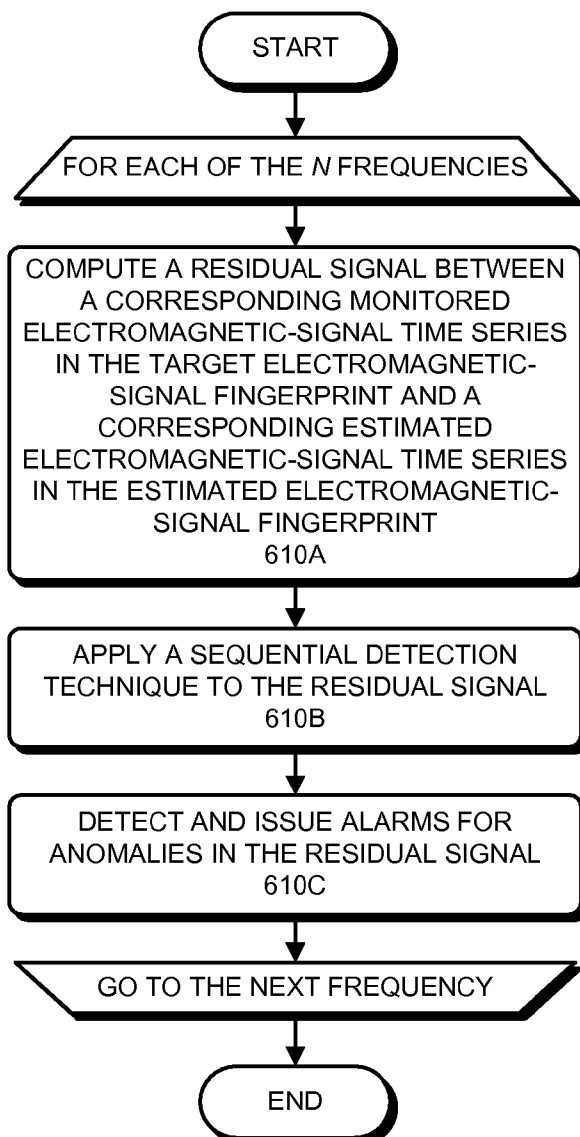 START
FOR EACH OF THE N FREQUENCIES
COMPUTE A RESIDUAL SIGNAL BETWEEN
A CORRESPONDING MONITORED
ELECTROMAGNETIC-SIGNAL TIME SERIES
IN THE TARGET ELECTROMAGNETIC-
SIGNAL FINGERPRINT AND A
CORRESPONDING ESTIMATED
ELECTROMAGNETIC-SIGNAL TIME SERIES
IN THE ESTIMATED ELECTROMAGNETIC-
SIGNAL FINGERPRINT
610A
APPLY A SEQUENTIAL DETECTION
TECHNIQUE TO THE RESIDUAL SIGNAL
610B
DETECT AND ISSUE ALARMS FOR
ANOMALIES IN THE RESIDUAL SIGNAL
610C
GO TO THE NEXT FREQUENCY
END